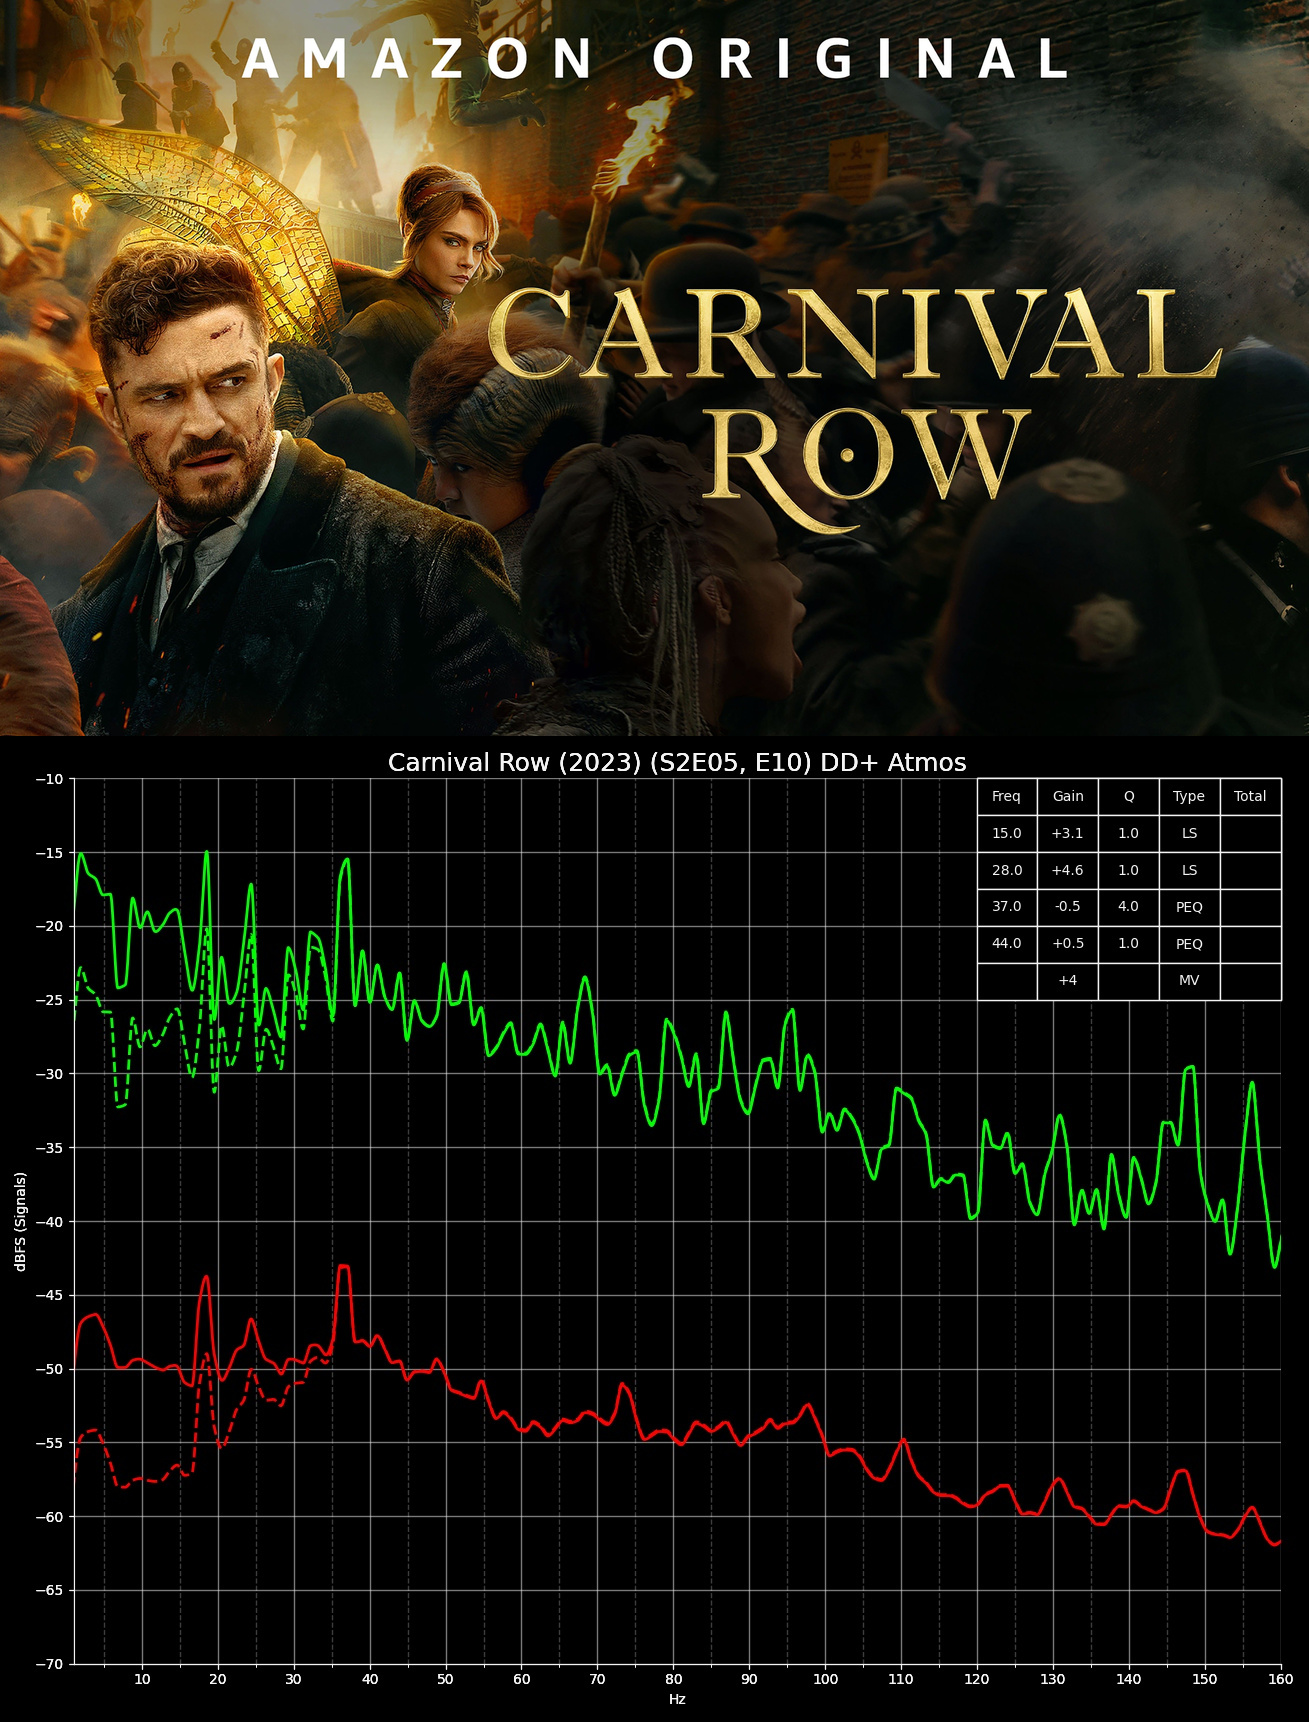 AMAZON ORIGINAL
CARNIVAL
ROW
Carnival Row (2023) (S2E05, E10) DD+ Atmos
Freq Gain Q Type Total
15.0 +3.1 1.0 LS
28.0 +4.6 1.0 LS
37.0 -0.5 4.0 PEQ
44.0 +0.5 1.0 PEQ
+4 MV
−10
−15
−20
−25
−30
−35
−40
−45
−50
−55
−60
−65
−70
dBFS (Signals)
10 20 30 40 50 60 70 80 90 100 110 120 130 140 150 160
Hz